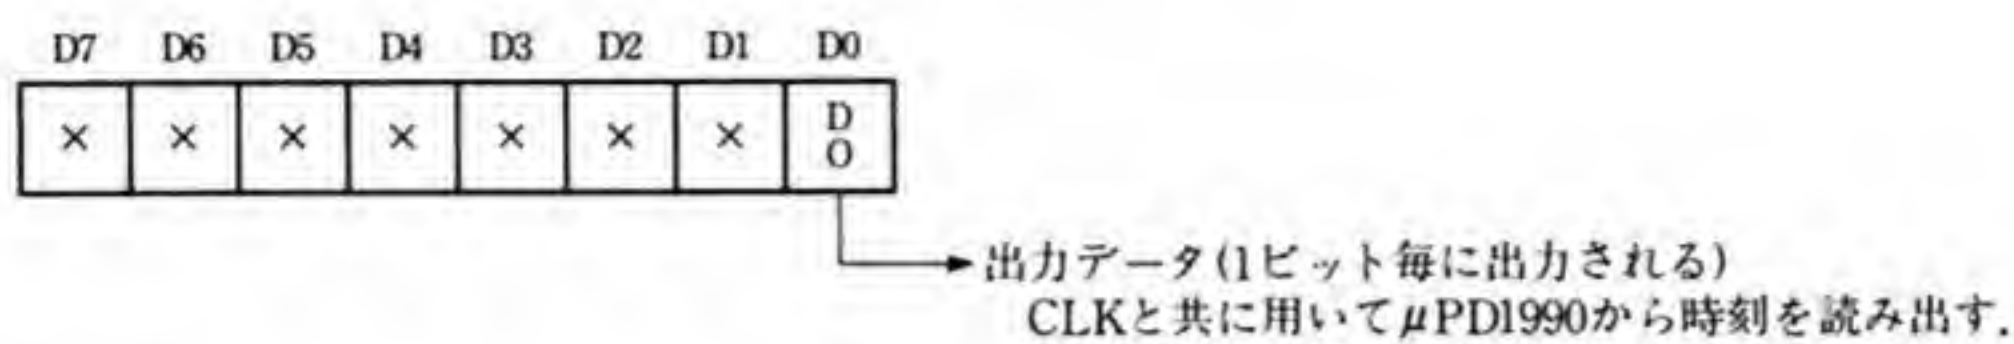 D7 D6 D5 D4 D3 D2 D1 D0
× × × × × × × DO
出力データ(1ビット毎に出力される)
CLKと共に用いてμPD1990から時刻を読み出す.